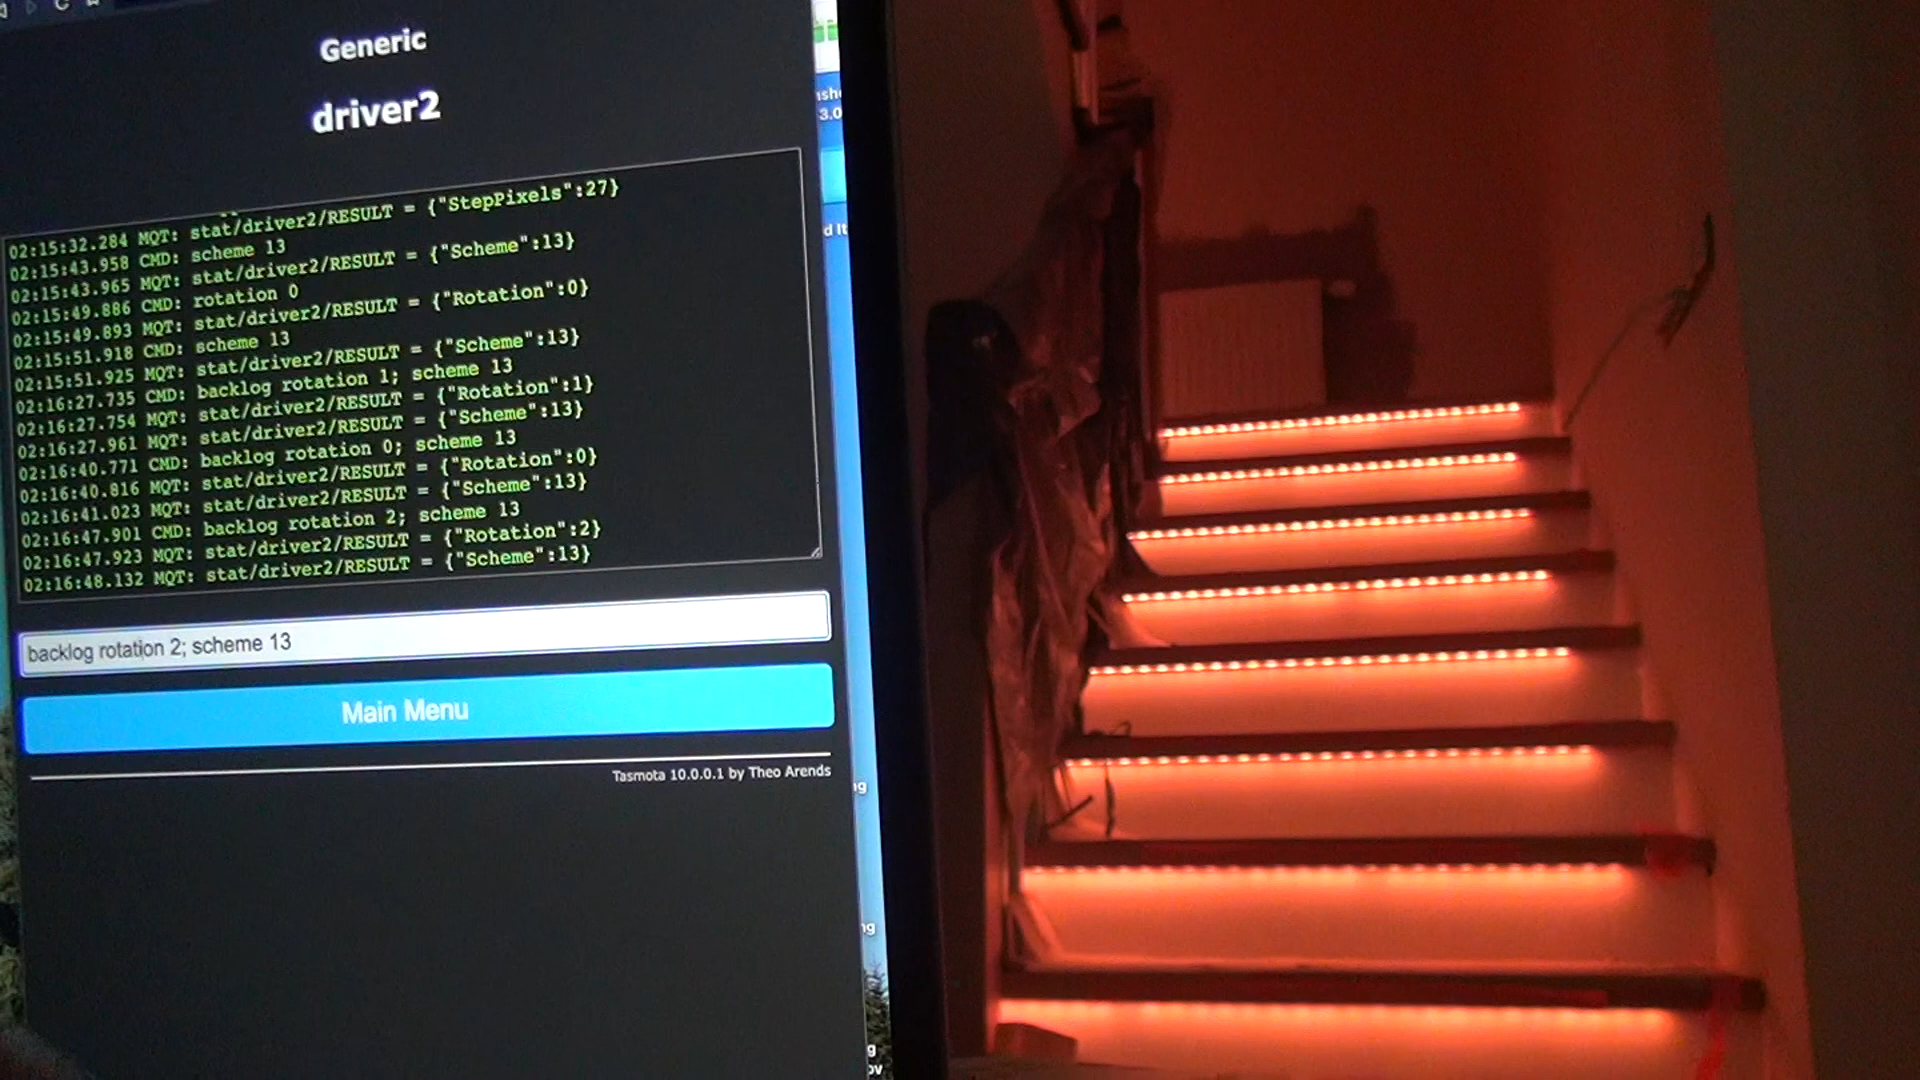 Generic
driver2
02:15:32.284 MQT: stat/driver2/RESULT = {"StepPixels":27}
02:15:43.958 CMD: scheme 13
02:15:43.965 MQT: stat/driver2/RESULT = {"Scheme":13}
02:15:49.886 CMD: rotation 0
02:15:49.893 MQT: stat/driver2/RESULT = {"Rotation":0}
02:15:51.918 CMD: scheme 13
02:15:51.925 MQT: stat/driver2/RESULT = {"Scheme":13}
02:16:27.735 CMD: backlog rotation 1; scheme 13
02:16:27.754 MQT: stat/driver2/RESULT = {"Rotation":1}
02:16:27.961 MQT: stat/driver2/RESULT = {"Scheme":13}
02:16:40.771 CMD: backlog rotation 0; scheme 13
02:16:40.816 MQT: stat/driver2/RESULT = {"Rotation":0}
02:16:41.023 MQT: stat/driver2/RESULT = {"Scheme":13}
02:16:47.901 CMD: backlog rotation 2; scheme 13
02:16:47.923 MQT: stat/driver2/RESULT = {"Rotation":2}
02:16:48.132 MQT: stat/driver2/RESULT = {"Scheme":13}
backlog rotation 2; scheme 13
Main Menu
Tasmota 10.0.0.1 by Theo Arends
3.0
d It